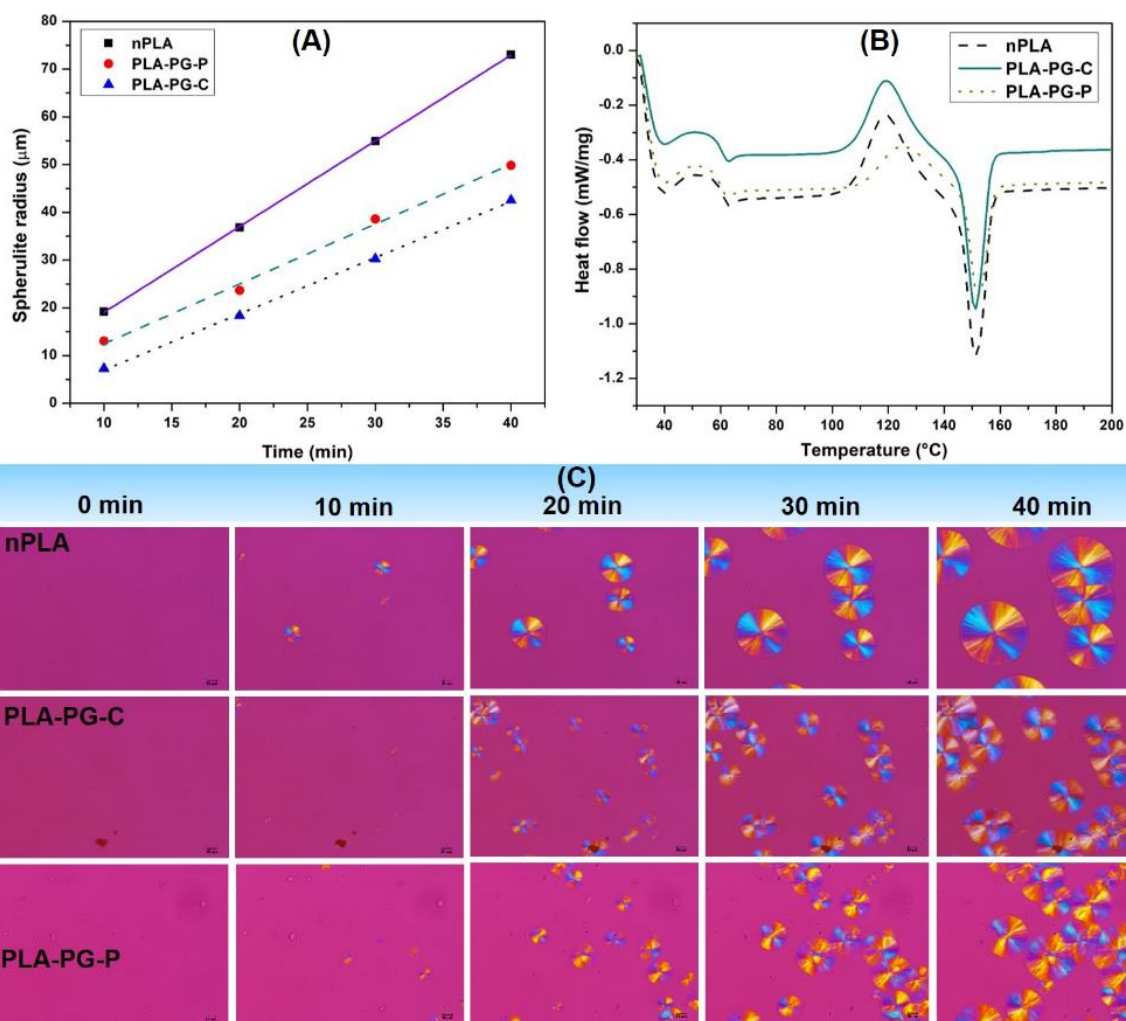 (A)
nPLA
PLA-PG-P
PLA-PG-C
80
70
60
50
40
30
20
10
0
Spherulite radius (μm)
10 15 20 25 30 35 40
Time (min)
(B)
nPLA
PLA-PG-C
PLA-PG-P
0.0
-0.2
-0.4
-0.6
-0.8
-1.0
-1.2
Heat flow (mW/mg)
40 60 80 100 120 140 160 180 200
Temperature (°C)
(C)
0 min 10 min 20 min 30 min 40 min
nPLA
PLA-PG-C
PLA-PG-P